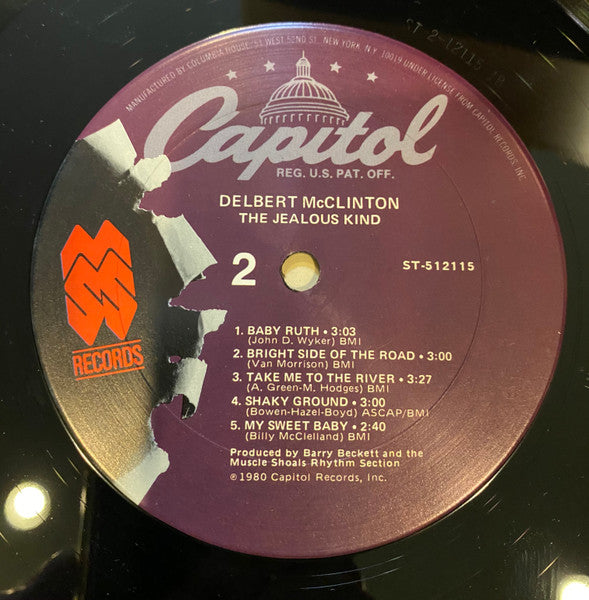 MANUFACTURED BY COLUMBIA HOUSE, 51 WEST 52ND ST., NEW YORK, N.Y. 10019 UNDER LICENSE FROM CAPITOL RECORDS, INC.
Capitol
REG. U.S. PAT. OFF.
DELBERT McCLINTON
THE JEALOUS KIND
2
ST-512115
MSS
RECORDS
1. BABY RUTH • 3:03
(John D. Wyker) BMI
2. BRIGHT SIDE OF THE ROAD • 3:00
(Van Morrison) BMI
3. TAKE ME TO THE RIVER • 3:27
(A. Green-M. Hodges) BMI
4. SHAKY GROUND • 3:00
(Bowen-Hazel-Boyd) ASCAP/BMI
5. MY SWEET BABY • 2:40
(Billy McClelland) BMI
Produced by Barry Beckett and the
Muscle Shoals Rhythm Section
℗ 1980 Capitol Records, Inc.